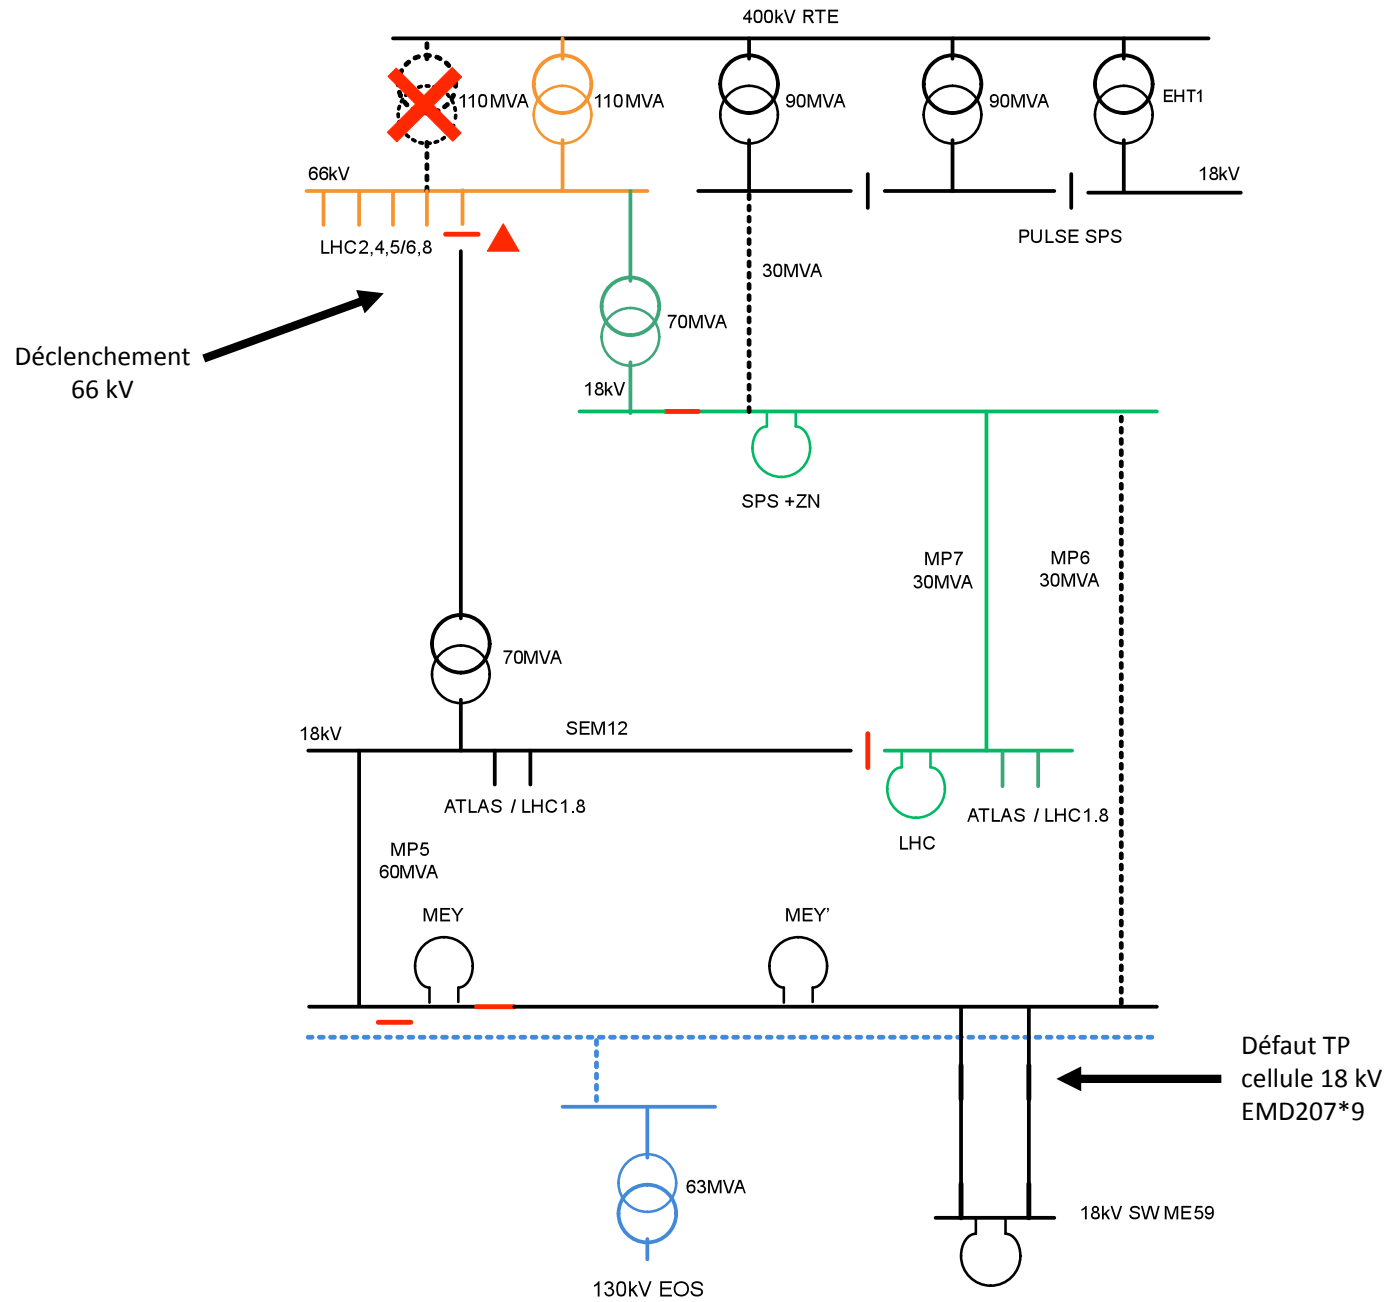 400kV RTE
110MVA
110MVA
90MVA
90MVA
EHT1
66kV
18kV
LHC2,4,5/6,8
PULSE SPS
30MVA
70MVA
Déclenchement
66 kV
18kV
SPS +ZN
MP7
30MVA
MP6
30MVA
70MVA
18kV
SEM12
ATLAS / LHC1.8
ATLAS / LHC1.8
LHC
MP5
60MVA
MEY
MEY’
Défaut TP
cellule 18 kV
EMD207*9
63MVA
18kV SW ME59
130kV EOS